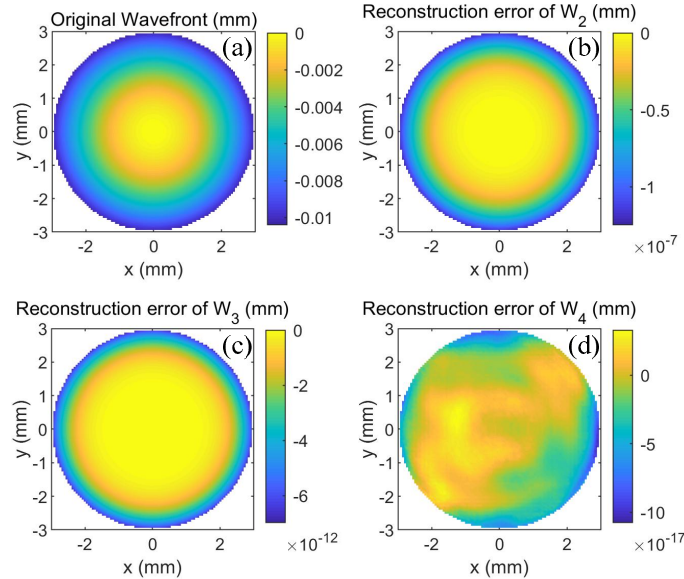 Original Wavefront (mm)
(a)
3
2
1
0
-1
-2
-3
y (mm)
-2 0 2
x (mm)
0
-0.002
-0.004
-0.006
-0.008
-0.01
Reconstruction error of W2 (mm)
(b)
3
2
1
0
-1
-2
-3
y (mm)
-2 0 2
x (mm)
0
-0.5
-1
×10-7
Reconstruction error of W3 (mm)
(c)
3
2
1
0
-1
-2
-3
y (mm)
-2 0 2
x (mm)
0
-2
-4
-6
×10-12
Reconstruction error of W4 (mm)
(d)
3
2
1
0
-1
-2
-3
y (mm)
-2 0 2
x (mm)
0
-5
-10
×10-17